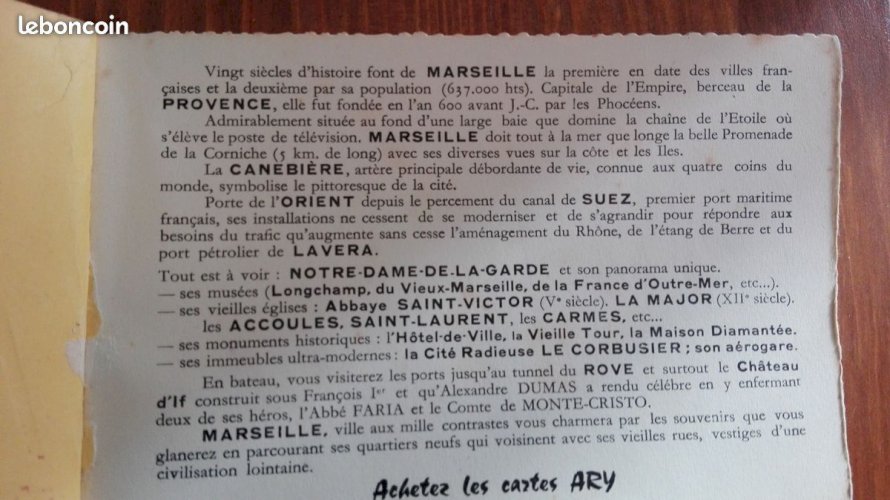 leboncoin
Vingt siècles d'histoire font de MARSEILLE la première en date des villes fran-
çaises et la deuxième par sa population (637.000 hts). Capitale de l'Empire, berceau de la
PROVENCE, elle fut fondée en l'an 600 avant J.-C. par les Phocéens.
Admirablement située au fond d'une large baie que domine la chaîne de l'Etoile où
s'élève le poste de télévision. MARSEILLE doit tout à la mer que longe la belle Promenade
de la Corniche (5 km. de long) avec ses diverses vues sur la côte et les Iles.
La CANEBIÈRE, artère principale débordante de vie, connue aux quatre coins du
monde, symbolise le pittoresque de la cité.
Porte de l'ORIENT depuis le percement du canal de SUEZ, premier port maritime
français, ses installations ne cessent de se moderniser et de s'agrandir pour répondre aux
besoins du trafic qu'augmente sans cesse l'aménagement du Rhône, de l'étang de Berre et du
port pétrolier de LAVERA.
Tout est à voir : NOTRE-DAME-DE-LA-GARDE et son panorama unique.
— ses musées (Longchamp, du Vieux-Marseille, de la France d'Outre-Mer, etc...).
— ses vieilles églises : Abbaye SAINT-VICTOR (Ve siècle). LA MAJOR (XIIe siècle).
les ACCOULES, SAINT-LAURENT, les CARMES, etc...
— ses monuments historiques : l'Hôtel-de-Ville, la Vieille Tour, la Maison Diamantée.
— ses immeubles ultra-modernes : la Cité Radieuse LE CORBUSIER ; son aérogare.
En bateau, vous visiterez les ports jusqu'au tunnel du ROVE et surtout le Château
d'If construit sous François Ier et qu'Alexandre DUMAS a rendu célébre en y enfermant
deux de ses héros, l'Abbé FARIA et le Comte de MONTE-CRISTO.
MARSEILLE, ville aux mille contrastes vous charmera par les souvenirs que vous
glanerez en parcourant ses quartiers neufs qui voisinent avec ses vieilles rues, vestiges d'une
civilisation lointaine.
Achetez les cartes ARY